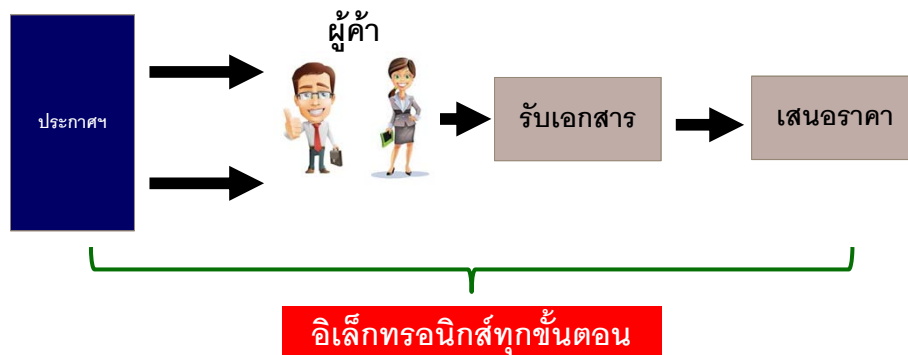 ผู้ค้า
ประกาศฯ
รับเอกสาร
เสนอราคา
อิเล็กทรอนิกส์ทุกขั้นตอน